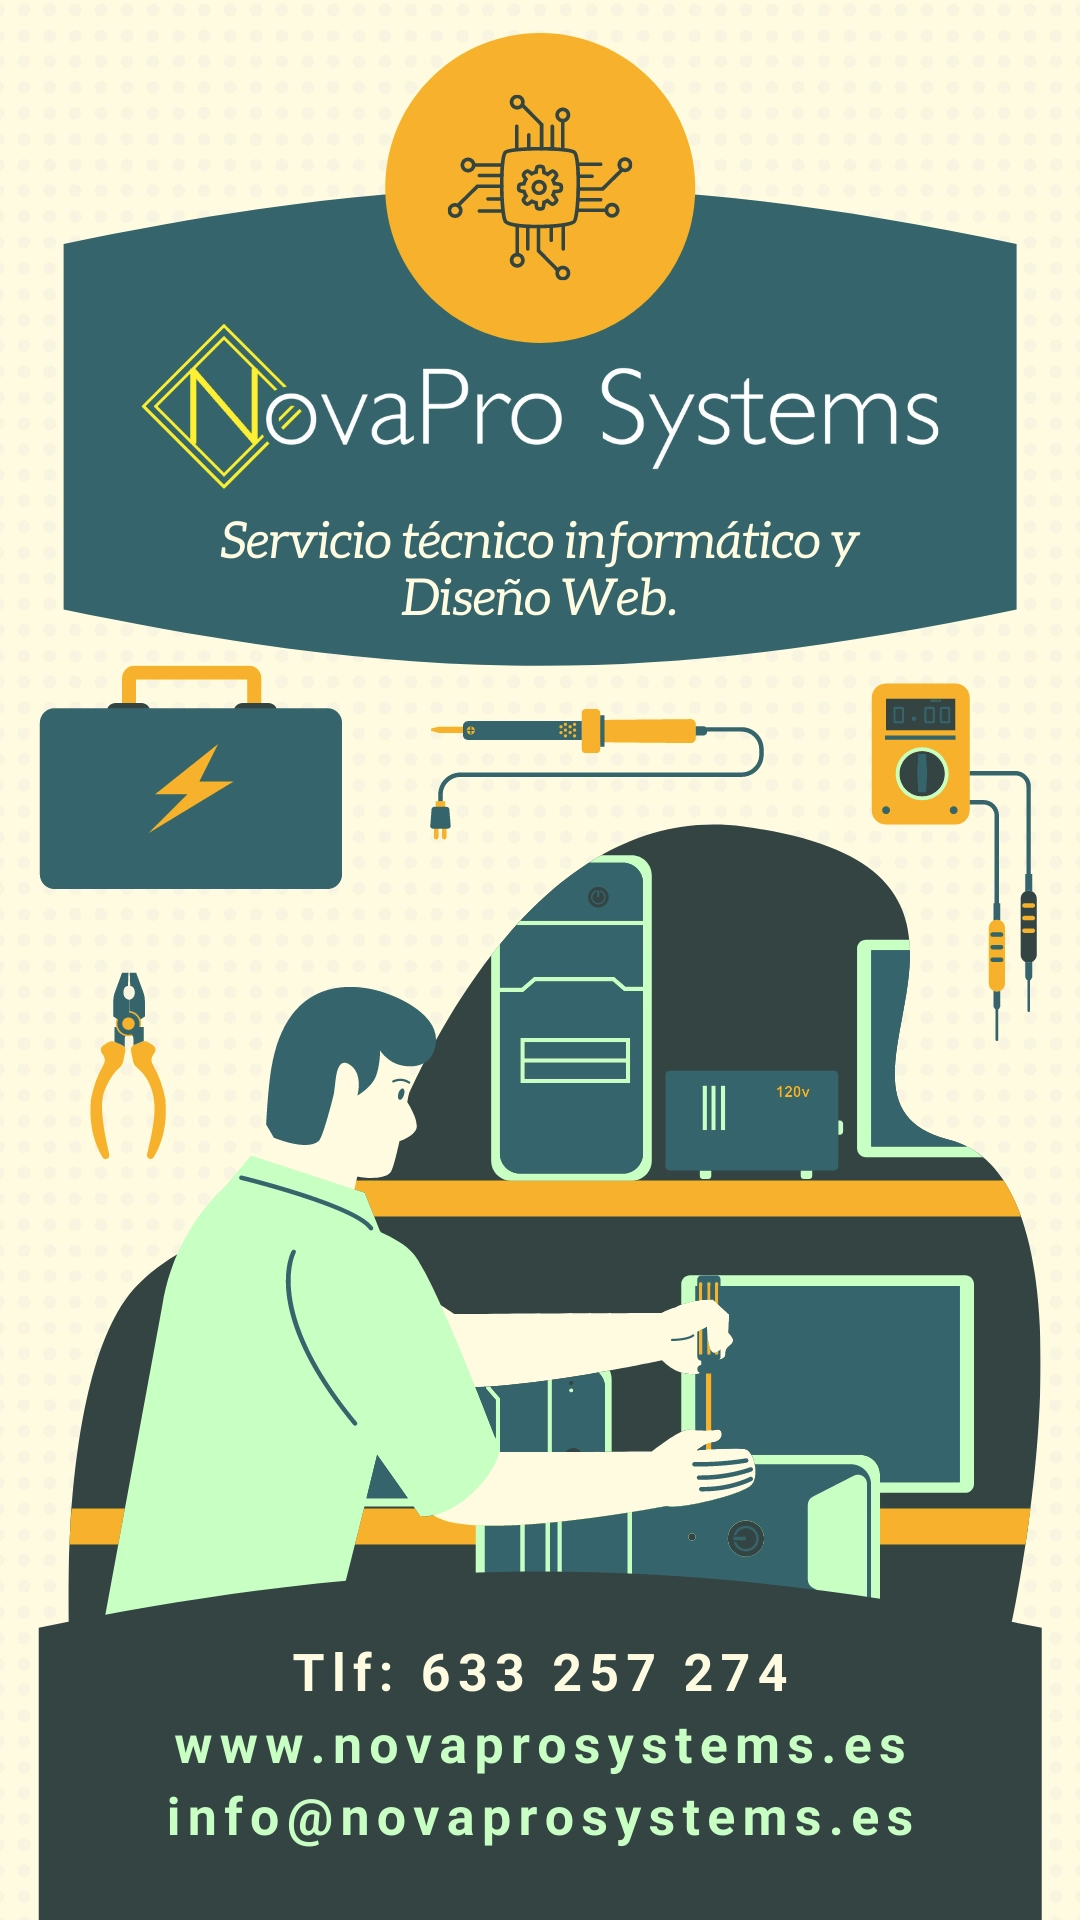 NovaPro Systems
Servicio técnico informático y
Diseño Web.
0.00
120v
Tlf: 633 257 274
www.novaprosystems.es
info@novaprosystems.es